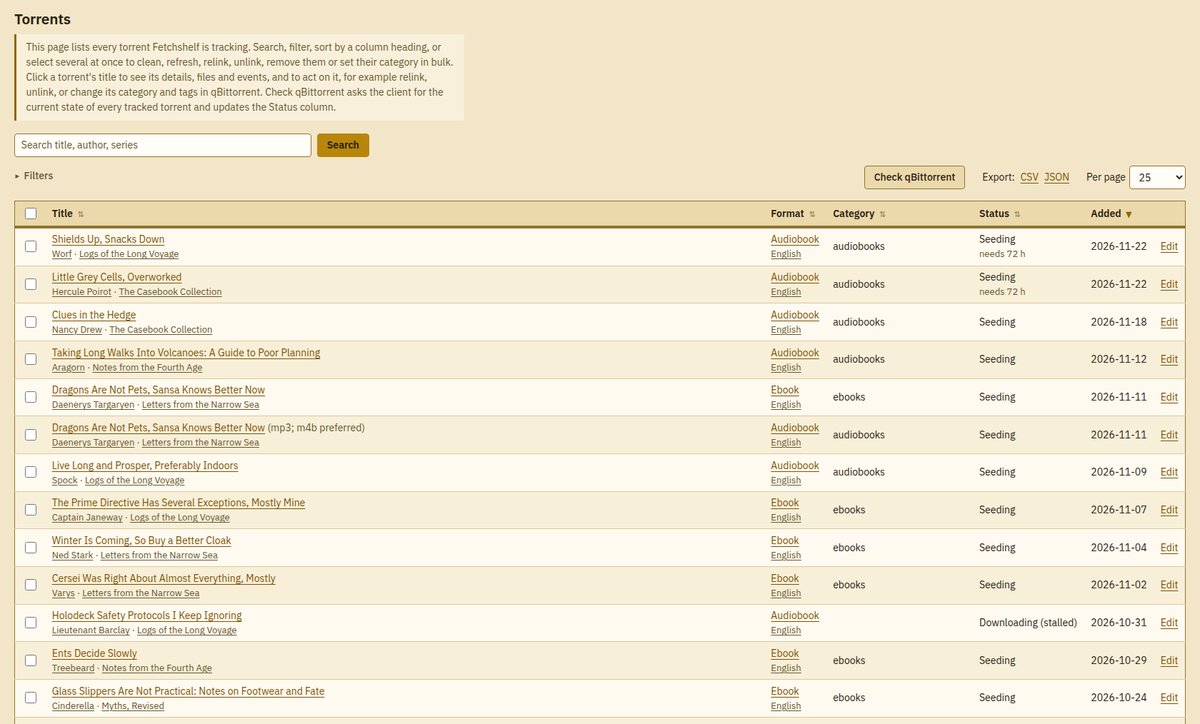 Torrents
This page lists every torrent Fetchshelf is tracking. Search, filter, sort by a column heading, or
select several at once to clean, refresh, relink, unlink, remove them or set their category in bulk.
Click a torrent's title to see its details, files and events, and to act on it, for example relink,
unlink, or change its category and tags in qBittorrent. Check qBittorrent asks the client for the
current state of every tracked torrent and updates the Status column.
Search title, author, series Search
▸ Filters Check qBittorrent Export: CSV JSON Per page 25
Title ⇅ Format ⇅ Category ⇅ Status ⇅ Added ▼
Shields Up, Snacks Down Audiobook audiobooks Seeding 2026-11-22 Edit
Worf · Logs of the Long Voyage English needs 72 h
Little Grey Cells, Overworked Audiobook audiobooks Seeding 2026-11-22 Edit
Hercule Poirot · The Casebook Collection English needs 72 h
Clues in the Hedge Audiobook audiobooks Seeding 2026-11-18 Edit
Nancy Drew · The Casebook Collection English
Taking Long Walks Into Volcanoes: A Guide to Poor Planning Audiobook audiobooks Seeding 2026-11-12 Edit
Aragorn · Notes from the Fourth Age English
Dragons Are Not Pets, Sansa Knows Better Now Ebook ebooks Seeding 2026-11-11 Edit
Daenerys Targaryen · Letters from the Narrow Sea English
Dragons Are Not Pets, Sansa Knows Better Now (mp3; m4b preferred) Audiobook audiobooks Seeding 2026-11-11 Edit
Daenerys Targaryen · Letters from the Narrow Sea English
Live Long and Prosper, Preferably Indoors Audiobook audiobooks Seeding 2026-11-09 Edit
Spock · Logs of the Long Voyage English
The Prime Directive Has Several Exceptions, Mostly Mine Ebook ebooks Seeding 2026-11-07 Edit
Captain Janeway · Logs of the Long Voyage English
Winter Is Coming, So Buy a Better Cloak Ebook ebooks Seeding 2026-11-04 Edit
Ned Stark · Letters from the Narrow Sea English
Cersei Was Right About Almost Everything, Mostly Ebook ebooks Seeding 2026-11-02 Edit
Varys · Letters from the Narrow Sea English
Holodeck Safety Protocols I Keep Ignoring Audiobook Downloading (stalled) 2026-10-31 Edit
Lieutenant Barclay · Logs of the Long Voyage English
Ents Decide Slowly Ebook ebooks Seeding 2026-10-29 Edit
Treebeard · Notes from the Fourth Age English
Glass Slippers Are Not Practical: Notes on Footwear and Fate Ebook ebooks Seeding 2026-10-24 Edit
Cinderella · Myths, Revised English